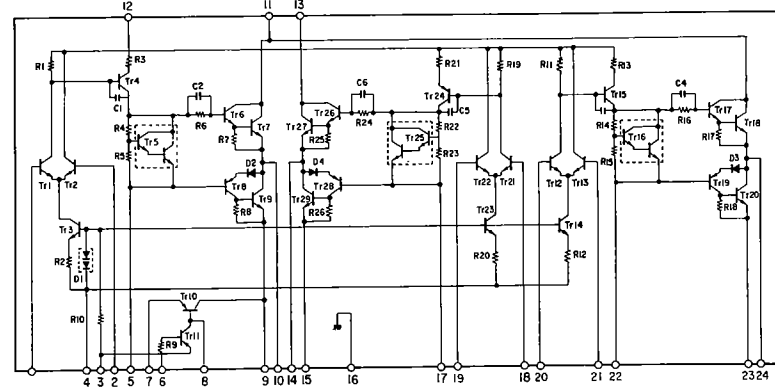 12 11 13
R1 R3 R21 R19 R11 R13
Tr4 Tr24 Tr15
C1 C2 C6 C5 C4
R6 Tr6 Tr7 Tr26 Tr27 R24 R16 Tr17 Tr18
R4 Tr5 R7 R25 Tr25 R22 R14 Tr16 R17
R5 D2 D4 R23 R15 D3
Tr1 Tr2 Tr8 Tr9 Tr28 Tr29 Tr22 Tr21 Tr12 Tr13 Tr19 Tr20
R8 R26 R18
Tr3 Tr23 Tr14
R2 D1 R20 R12
R10 Tr10
R9 Tr11
4 3 2 5 7 6 8 9 10 14 15 16 17 19 18 20 21 22 23 24